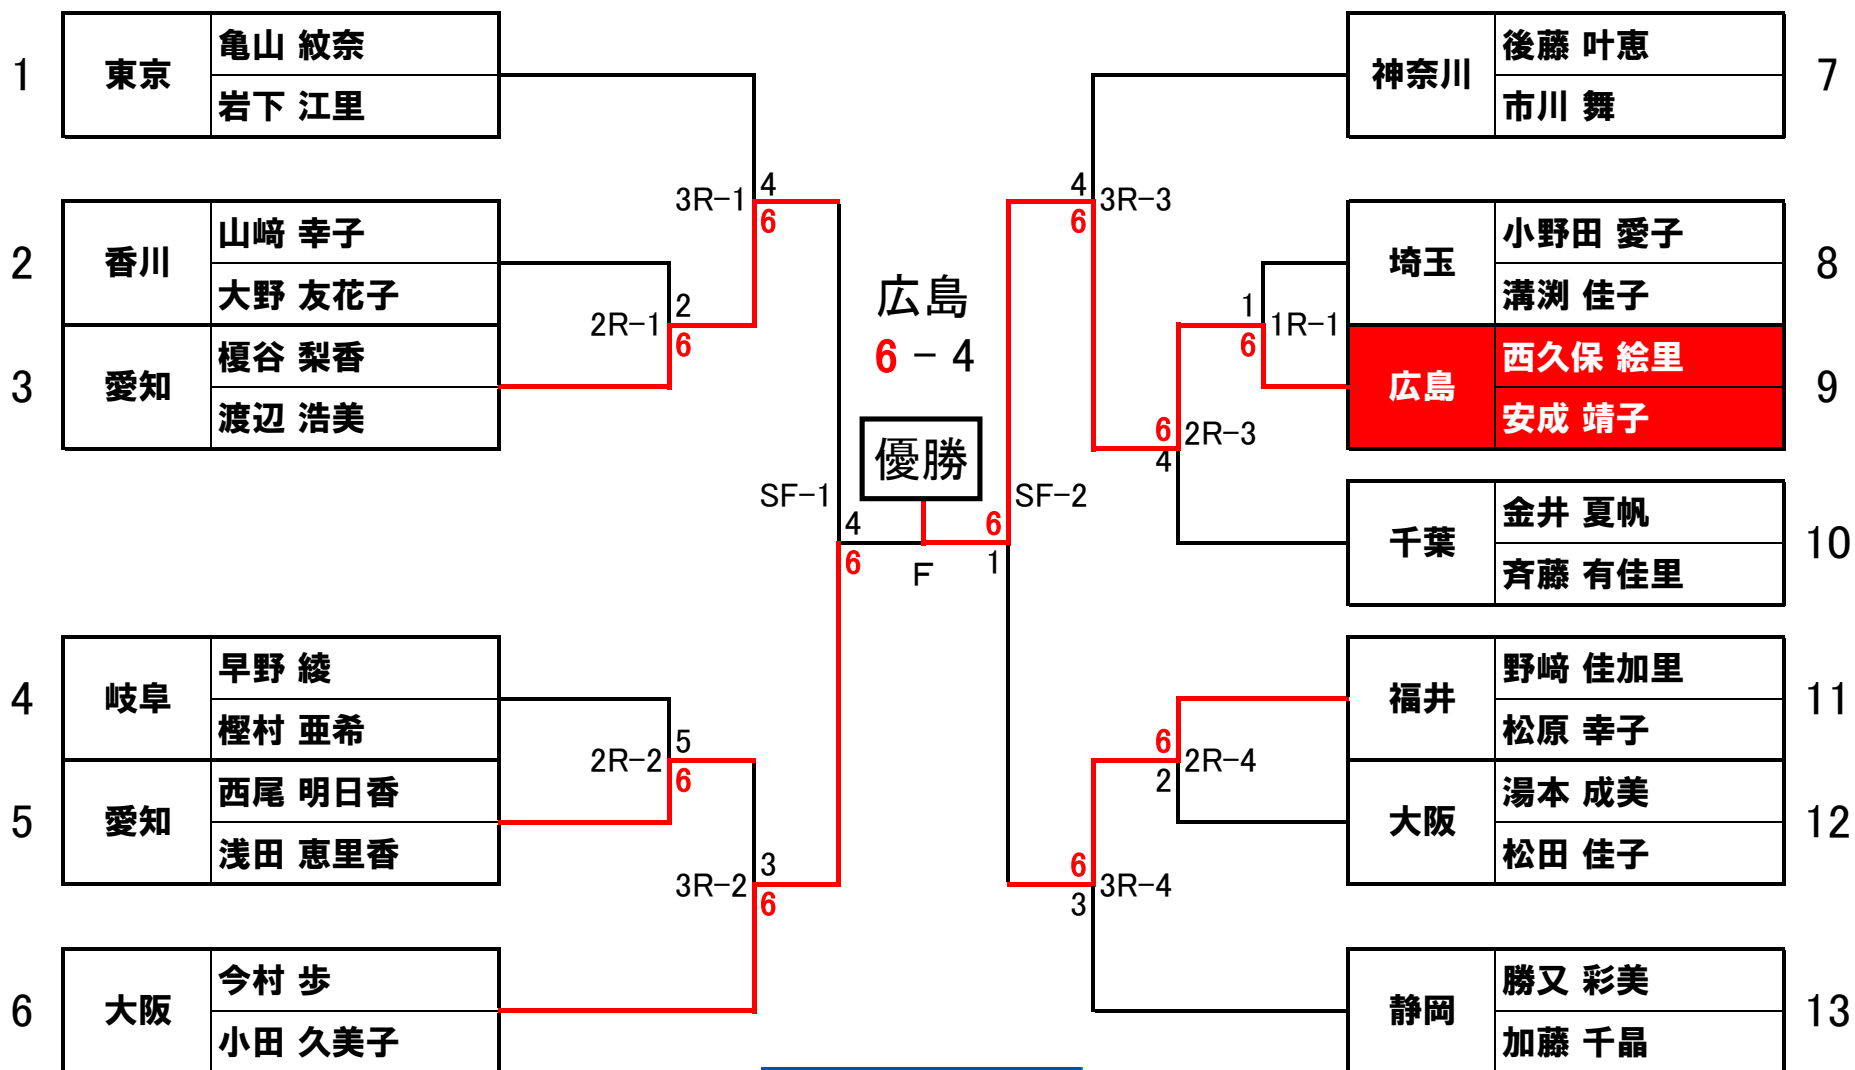 1 東京 亀山 紋奈
岩下 江里
2 香川 山﨑 幸子
大野 友花子
3 愛知 榎谷 梨香
渡辺 浩美
4 岐阜 早野 綾
樫村 亜希
5 愛知 西尾 明日香
浅田 恵里香
6 大阪 今村 歩
小田 久美子
3R-1 4
6
2R-1 2
6
2R-2 5
6
3R-2 3
6
SF-1 4
6
広島
6 - 4
優勝
F
6 SF-2
1
4 3R-3
6
1 1R-1
6
6 2R-3
4
6 2R-4
2
6 3R-4
3
神奈川 後藤 叶恵 7
市川 舞
埼玉 小野田 愛子 8
溝渕 佳子
広島 西久保 絵里 9
安成 靖子
千葉 金井 夏帆 10
斉藤 有佳里
福井 野﨑 佳加里 11
松原 幸子
大阪 湯本 成美 12
松田 佳子
静岡 勝又 彩美 13
加藤 千晶